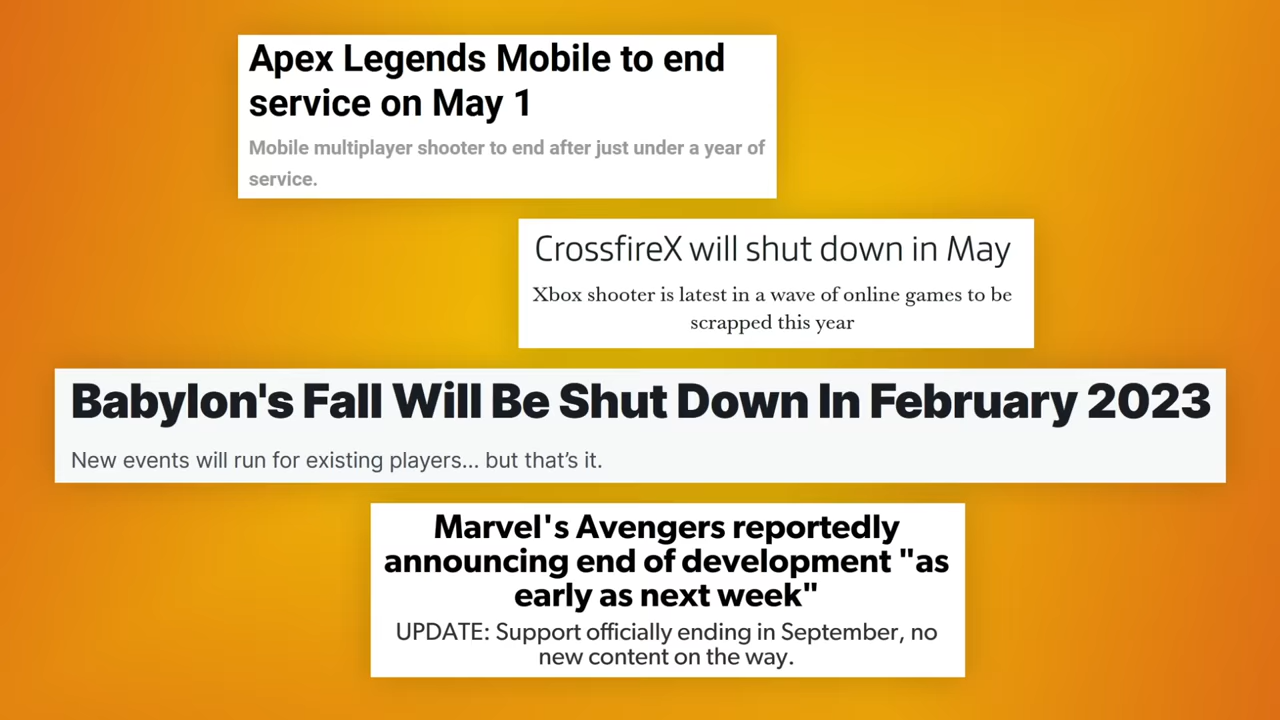 Apex Legends Mobile to end
service on May 1
Mobile multiplayer shooter to end after just under a year of
service.
CrossfireX will shut down in May
Xbox shooter is latest in a wave of online games to be
scrapped this year
Babylon's Fall Will Be Shut Down In February 2023
New events will run for existing players... but that’s it.
Marvel's Avengers reportedly
announcing end of development "as
early as next week"
UPDATE: Support officially ending in September, no
new content on the way.